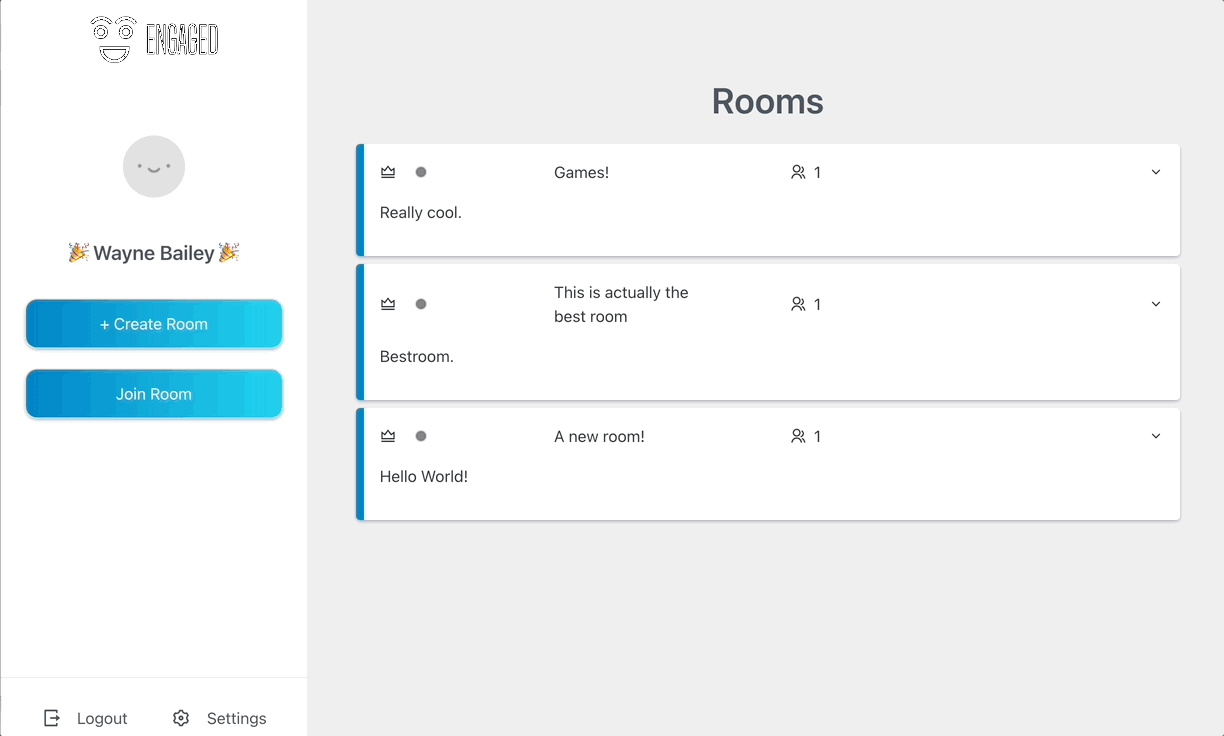 ENGAGED
🎉 Wayne Bailey 🎉
+ Create Room
Join Room
Logout
Settings
Rooms
Games!
1
Really cool.
This is actually the
best room
1
Bestroom.
A new room!
1
Hello World!